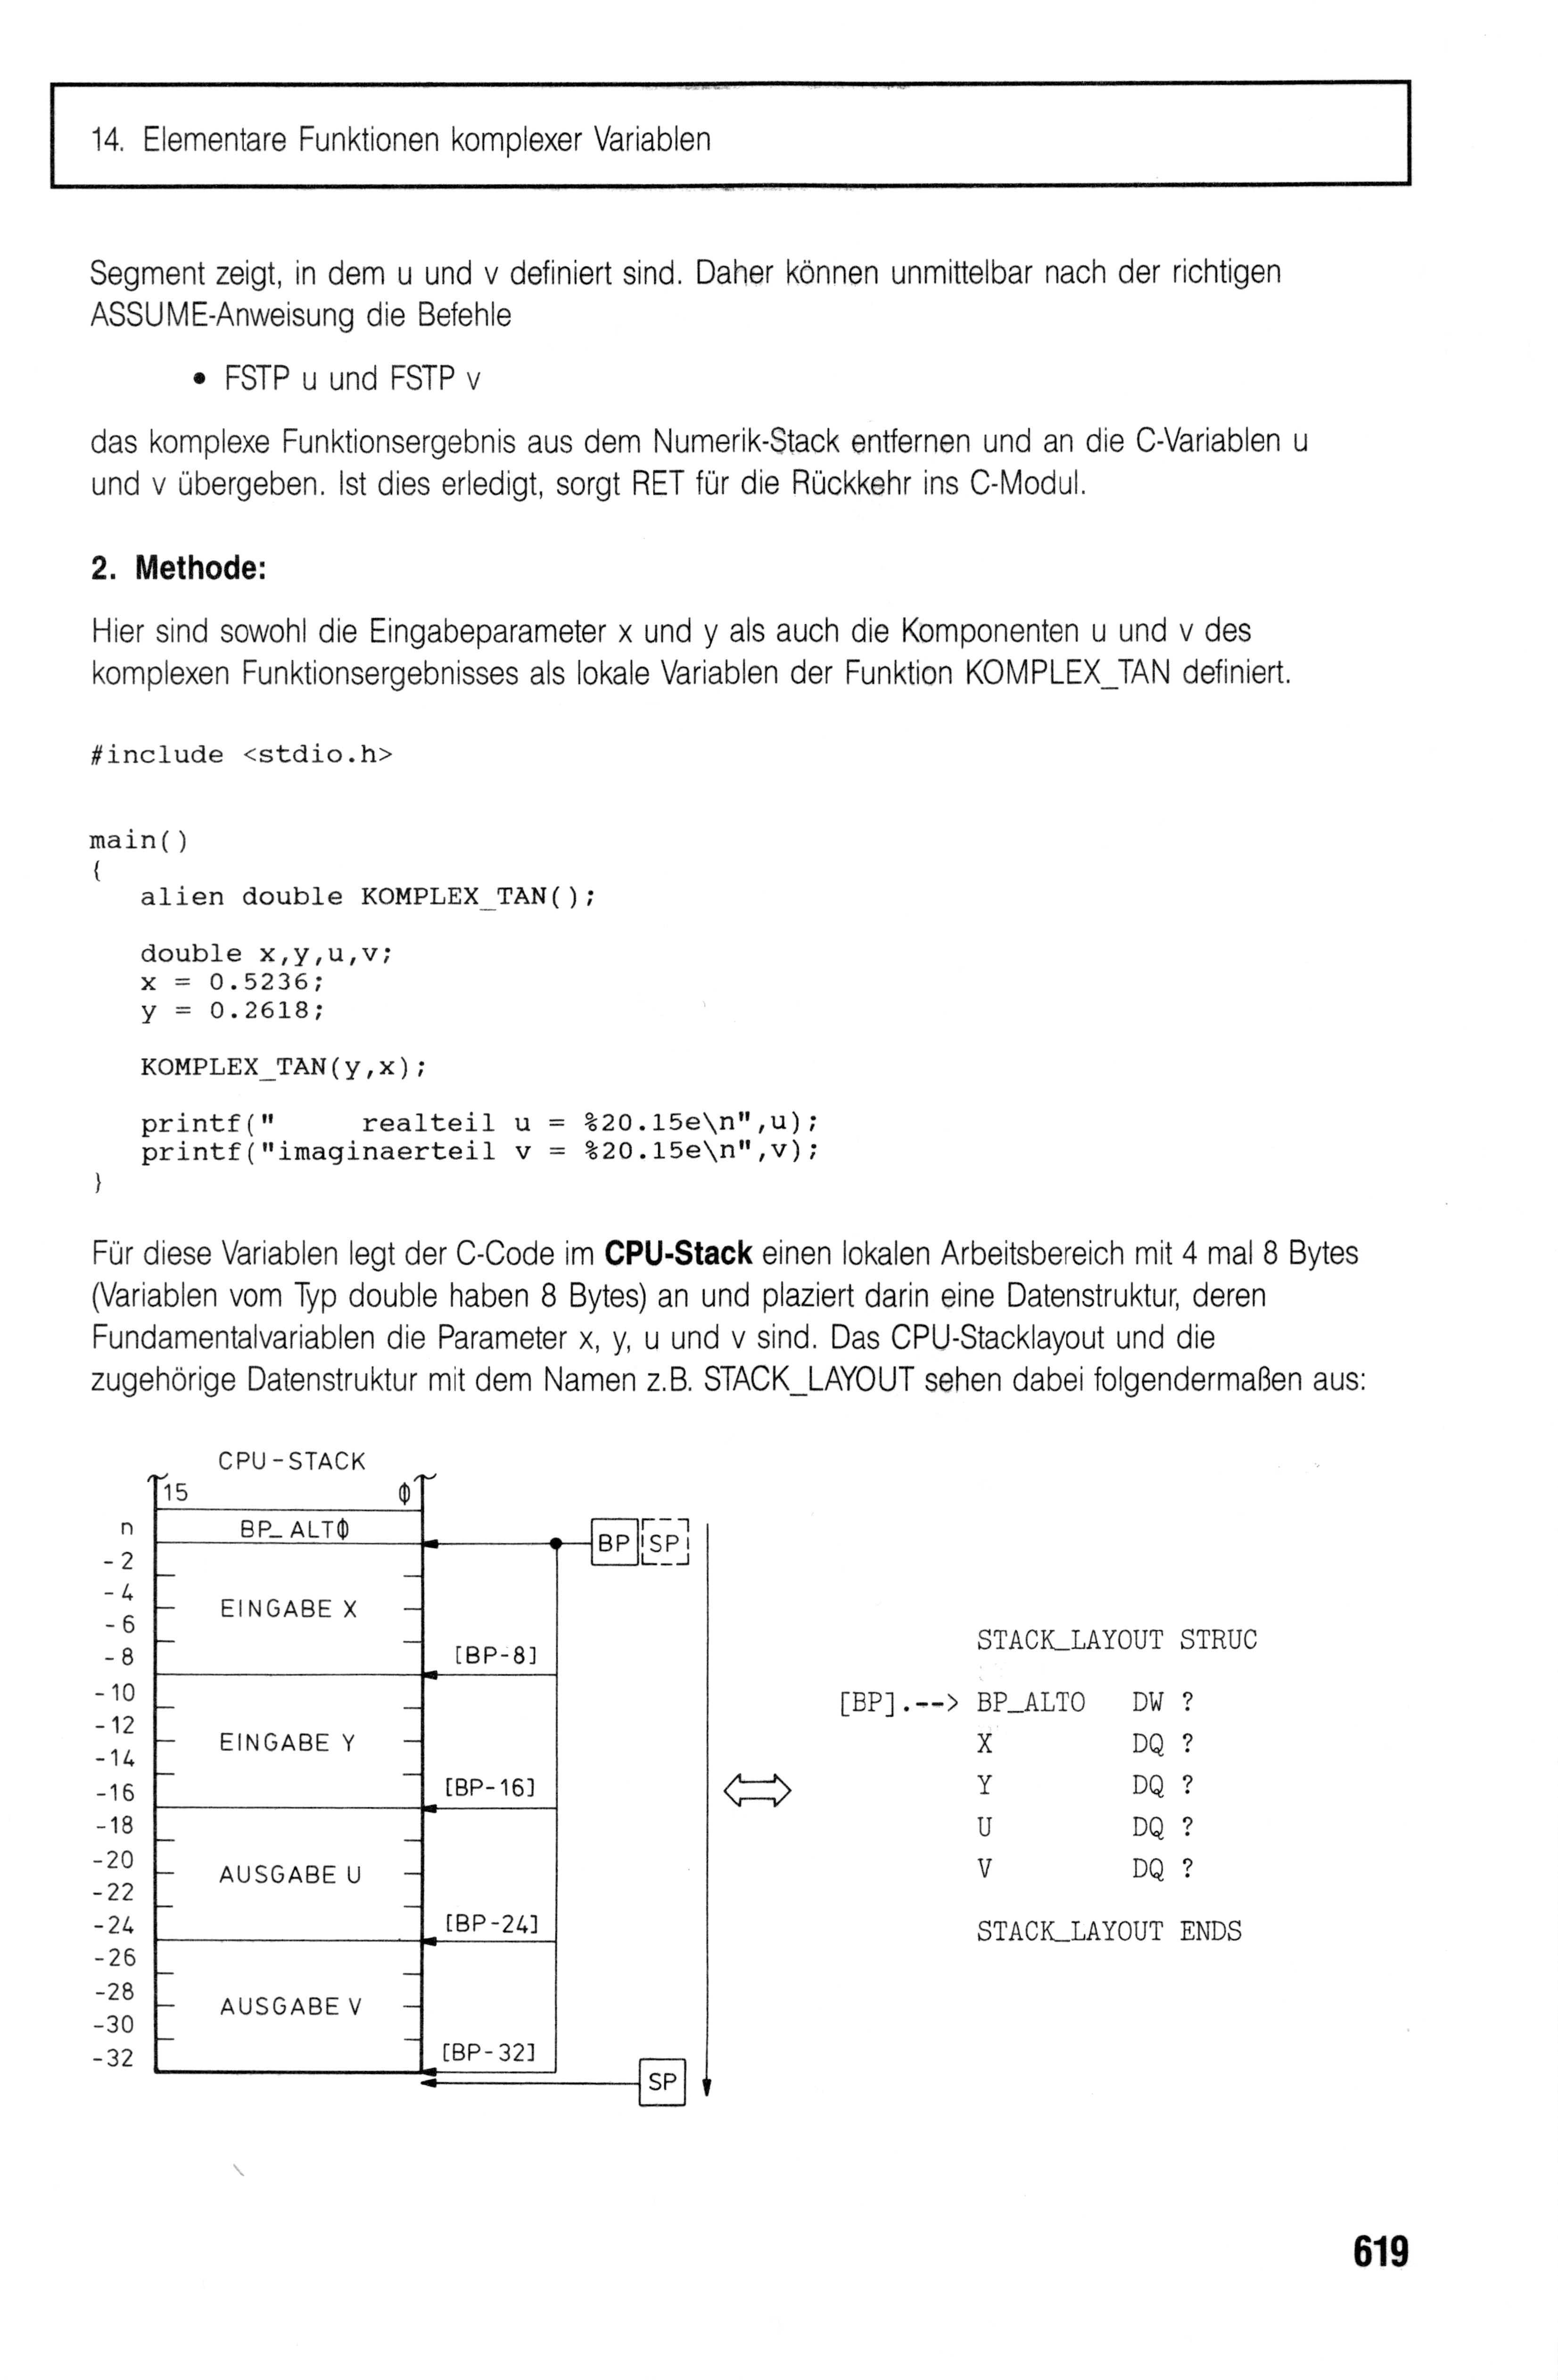 14. Elementare Funktionen komplexer Variablen
Segment zeigt, in dem u und v definiert sind. Daher können unmittelbar nach der richtigen
ASSUME-Anweisung die Befehle
• FSTP u und FSTP v
das komplexe Funktionsergebnis aus dem Numerik-Stack entfernen und an die C-Variablen u
und v übergeben. Ist dies erledigt, sorgt RET für die Rückkehr ins C-Modul.
2. Methode:
Hier sind sowohl die Eingabeparameter x und y als auch die Komponenten u und v des
komplexen Funktionsergebnisses als lokale Variablen der Funktion KOMPLEX_TAN definiert.
#include <stdio.h>
main()
{
alien double KOMPLEX_TAN();
double x,y,u,v;
x = 0.5236;
y = 0.2618;
KOMPLEX_TAN(y,x);
printf("     realteil u = %20.15e\n",u);
printf("imaginaerteil v = %20.15e\n",v);
}
Für diese Variablen legt der C-Code im CPU-Stack einen lokalen Arbeitsbereich mit 4 mal 8 Bytes
(Variablen vom Typ double haben 8 Bytes) an und plaziert darin eine Datenstruktur, deren
Fundamentalvariablen die Parameter x, y, u und v sind. Das CPU-Stacklayout und die
zugehörige Datenstruktur mit dem Namen z.B. STACK_LAYOUT sehen dabei folgendermaßen aus:
CPU-STACK
15 0
n BP_ALT0
BP SP
-2
-4
EINGABE X
-6
-8 [BP-8]
-10
-12
EINGABE Y
-14
-16 [BP-16]
-18
-20
AUSGABE U
-22
-24 [BP-24]
-26
-28
AUSGABE V
-30
-32 [BP-32]
SP
STACK_LAYOUT STRUC
[BP].--> BP_ALTO DW ?
X DQ ?
Y DQ ?
U DQ ?
V DQ ?
STACK_LAYOUT ENDS
619